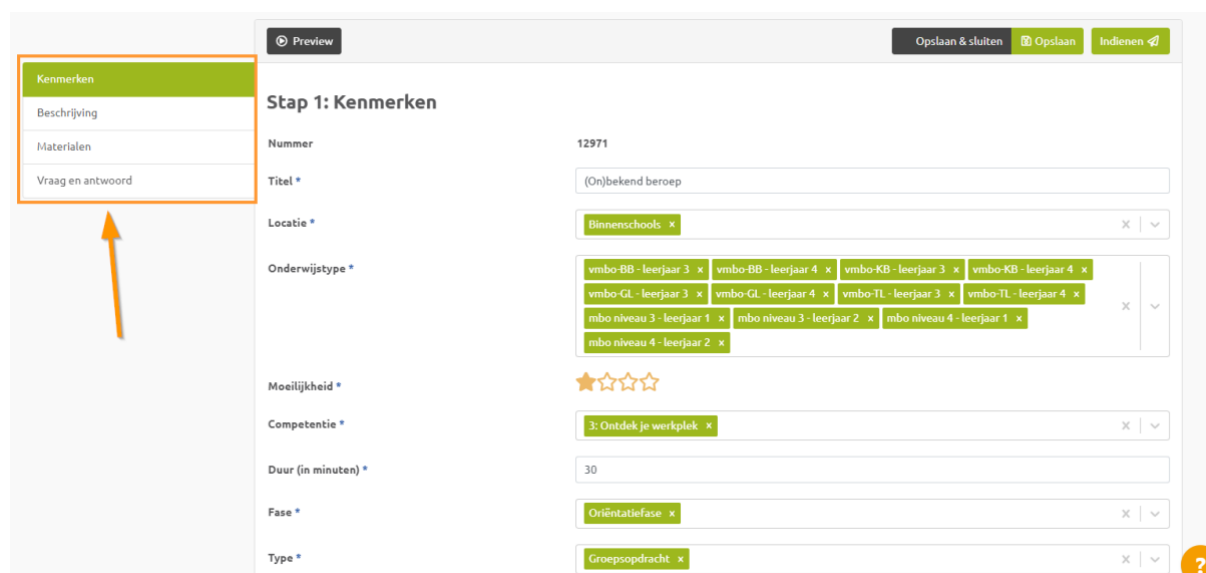 Preview
Opslaan & sluiten
Opslaan
Indienen
Kenmerken
Beschrijving
Materialen
Vraag en antwoord
Stap 1: Kenmerken
Nummer 12971
Titel * (On)bekend beroep
Locatie * Binnenschools ×
Onderwijstype * vmbo-BB - leerjaar 3 × vmbo-BB - leerjaar 4 × vmbo-KB - leerjaar 3 × vmbo-KB - leerjaar 4 ×
vmbo-GL - leerjaar 3 × vmbo-GL - leerjaar 4 × vmbo-TL - leerjaar 3 × vmbo-TL - leerjaar 4 ×
mbo niveau 3 - leerjaar 1 × mbo niveau 3 - leerjaar 2 × mbo niveau 4 - leerjaar 1 ×
mbo niveau 4 - leerjaar 2 ×
Moeilijkheid *
Competentie * 3: Ontdek je werkplek ×
Duur (in minuten) * 30
Fase * Oriëntatiefase ×
Type * Groepsopdracht ×
?